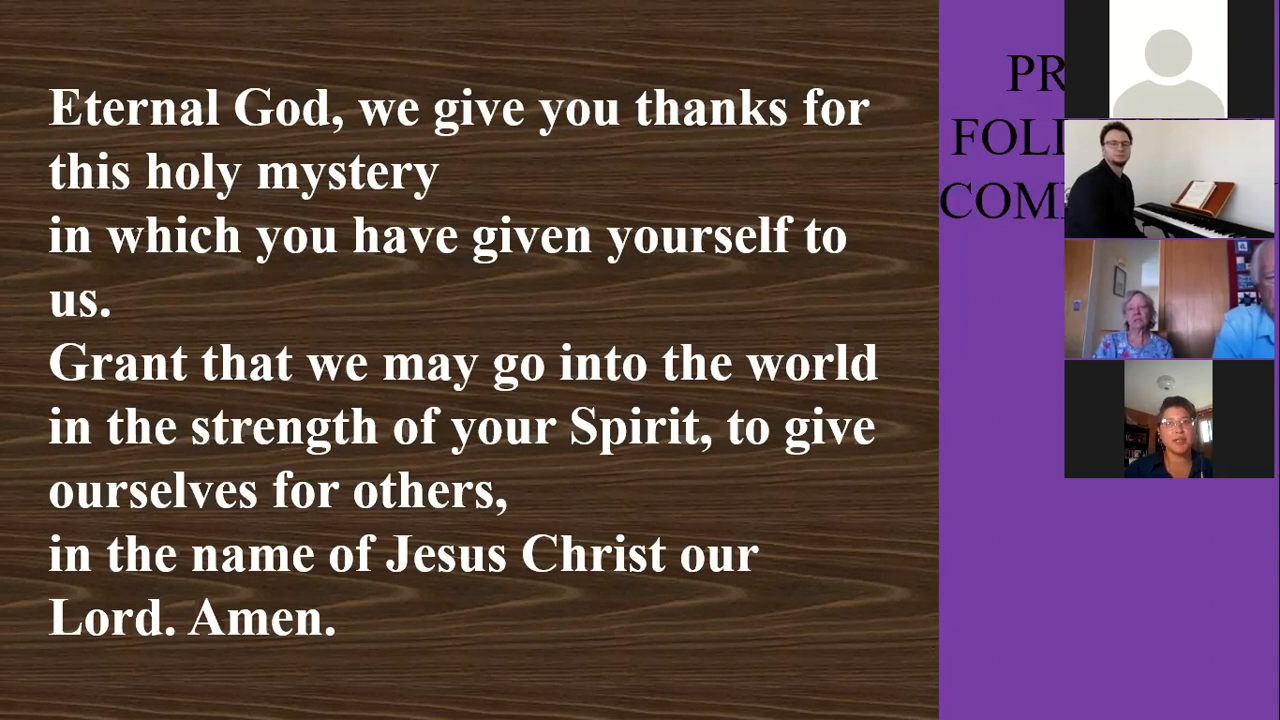 Eternal God, we give you thanks for
this holy mystery
in which you have given yourself to
us.
Grant that we may go into the world
in the strength of your Spirit, to give
ourselves for others,
in the name of Jesus Christ our
Lord. Amen.